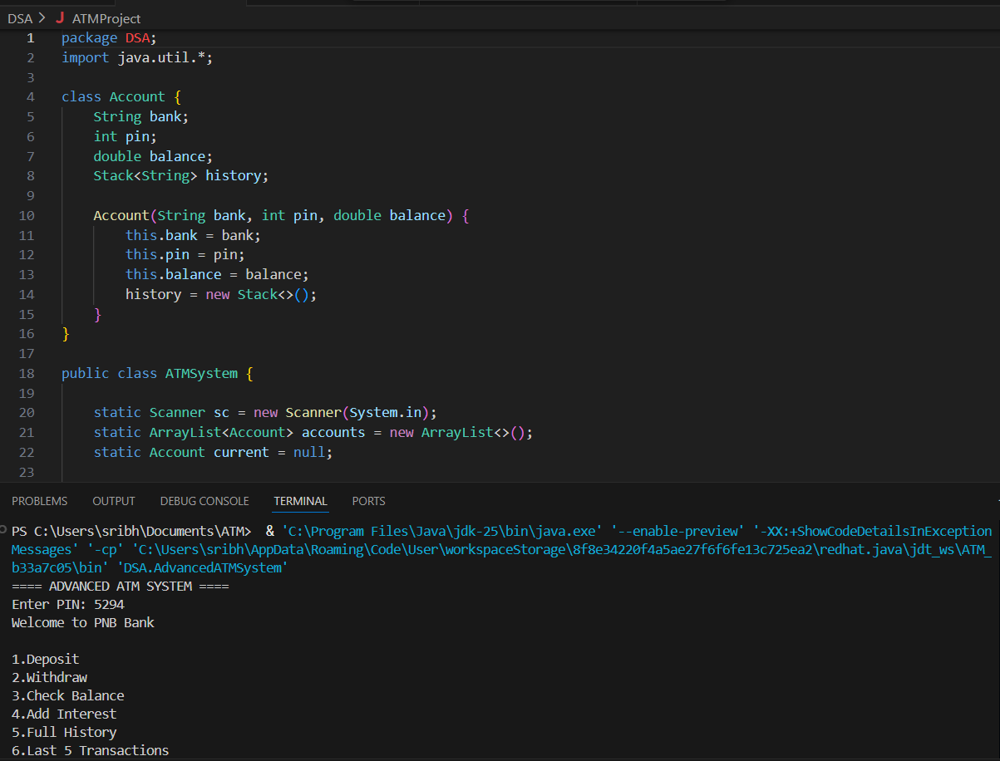 DSA > J ATMProject
1 package DSA;
2 import java.util.*;
3
4 class Account {
5 String bank;
6 int pin;
7 double balance;
8 Stack<String> history;
9
10 Account(String bank, int pin, double balance) {
11 this.bank = bank;
12 this.pin = pin;
13 this.balance = balance;
14 history = new Stack<>();
15 }
16 }
17
18 public class ATMSystem {
19
20 static Scanner sc = new Scanner(System.in);
21 static ArrayList<Account> accounts = new ArrayList<>();
22 static Account current = null;
23
PROBLEMS OUTPUT DEBUG CONSOLE TERMINAL PORTS
PS C:\Users\sribh\Documents\ATM> & 'C:\Program Files\Java\jdk-25\bin\java.exe' '--enable-preview' '-XX:+ShowCodeDetailsInException
Messages' '-cp' 'C:\Users\sribh\AppData\Roaming\Code\User\workspaceStorage\8f8e34220f4a5ae27f6f6fe13c725ea2\redhat.java\jdt_ws\ATM_
b33a7c05\bin' 'DSA.AdvancedATMSystem'
==== ADVANCED ATM SYSTEM ====
Enter PIN: 5294
Welcome to PNB Bank

1.Deposit
2.Withdraw
3.Check Balance
4.Add Interest
5.Full History
6.Last 5 Transactions